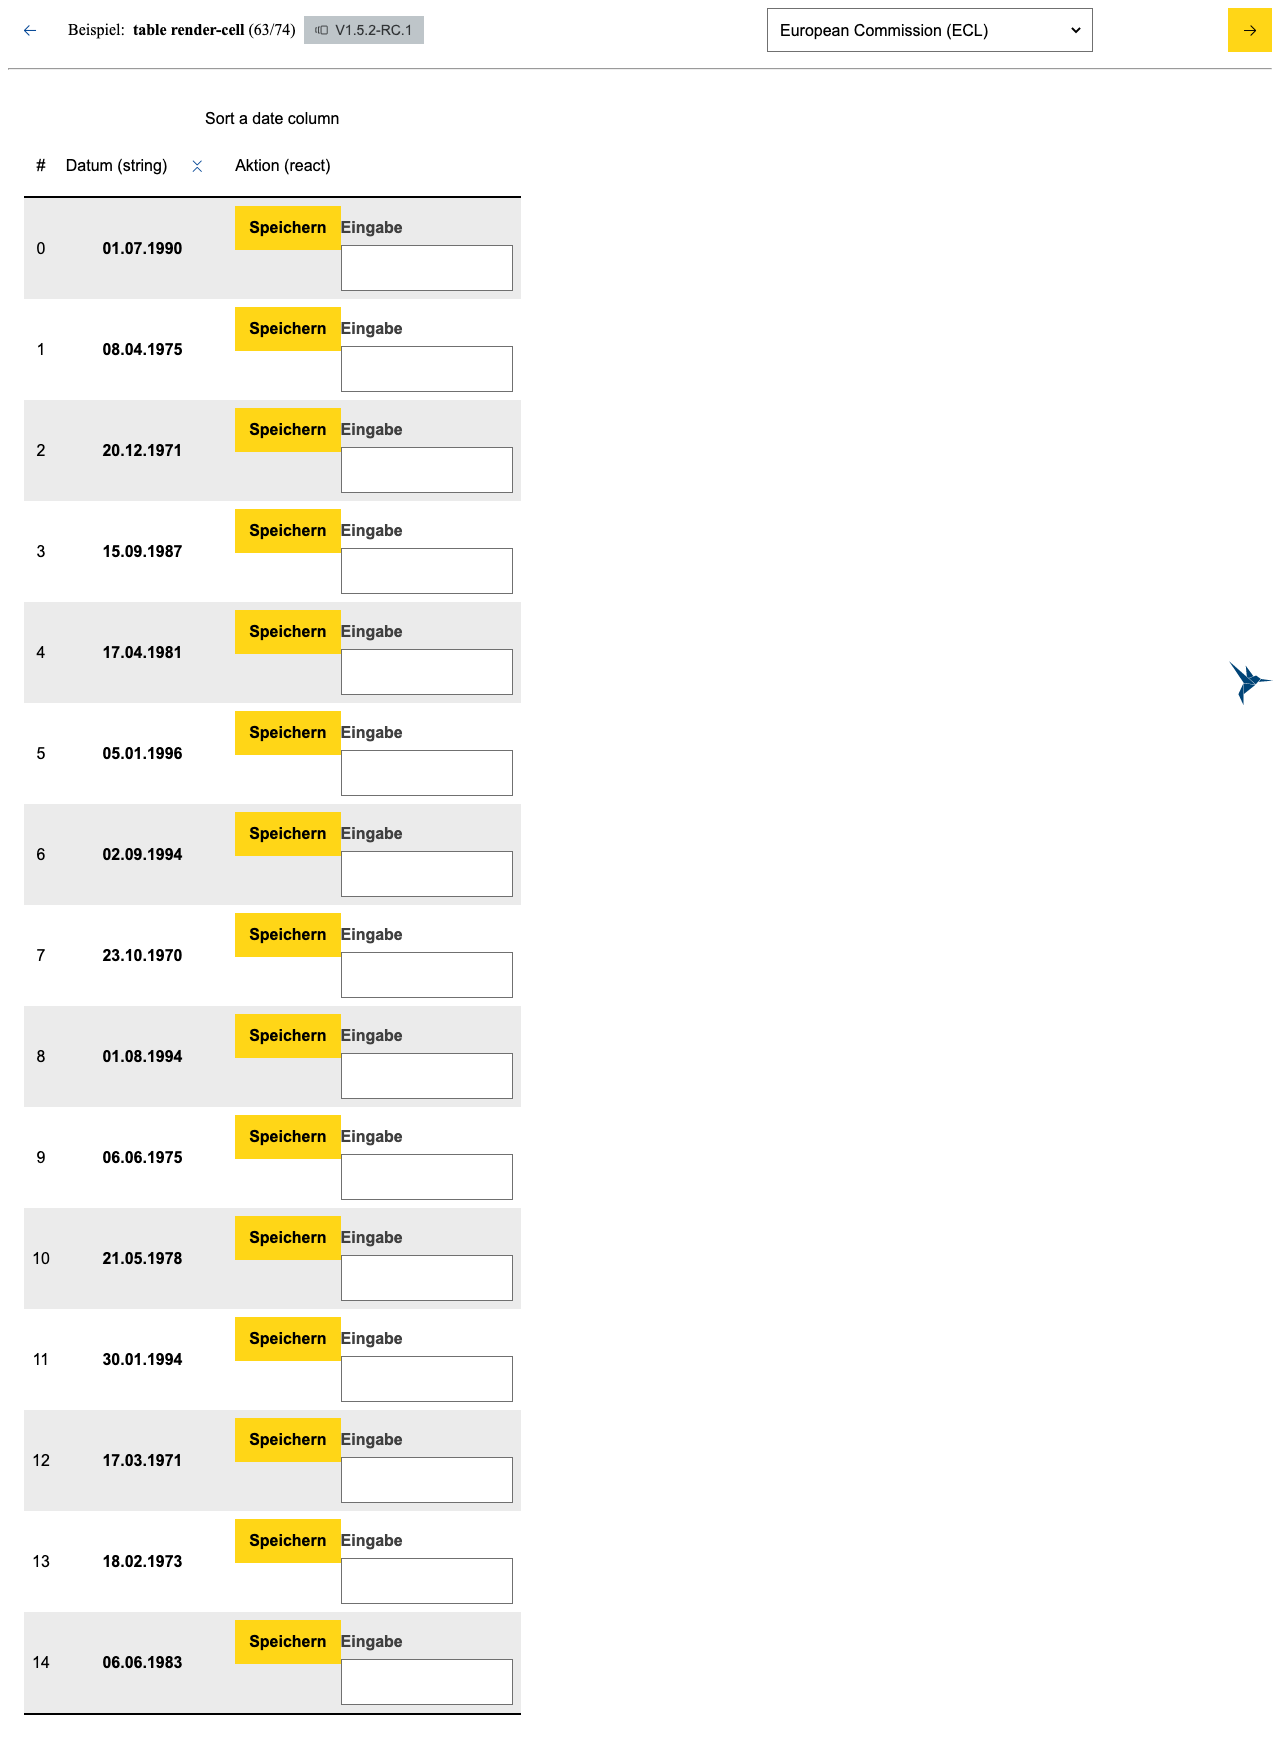 Beispiel: table render-cell (63/74) V1.5.2-RC.1 European Commission (ECL)
Sort a date column
# Datum (string) Aktion (react)
0 01.07.1990 Speichern Eingabe
1 08.04.1975 Speichern Eingabe
2 20.12.1971 Speichern Eingabe
3 15.09.1987 Speichern Eingabe
4 17.04.1981 Speichern Eingabe
5 05.01.1996 Speichern Eingabe
6 02.09.1994 Speichern Eingabe
7 23.10.1970 Speichern Eingabe
8 01.08.1994 Speichern Eingabe
9 06.06.1975 Speichern Eingabe
10 21.05.1978 Speichern Eingabe
11 30.01.1994 Speichern Eingabe
12 17.03.1971 Speichern Eingabe
13 18.02.1973 Speichern Eingabe
14 06.06.1983 Speichern Eingabe